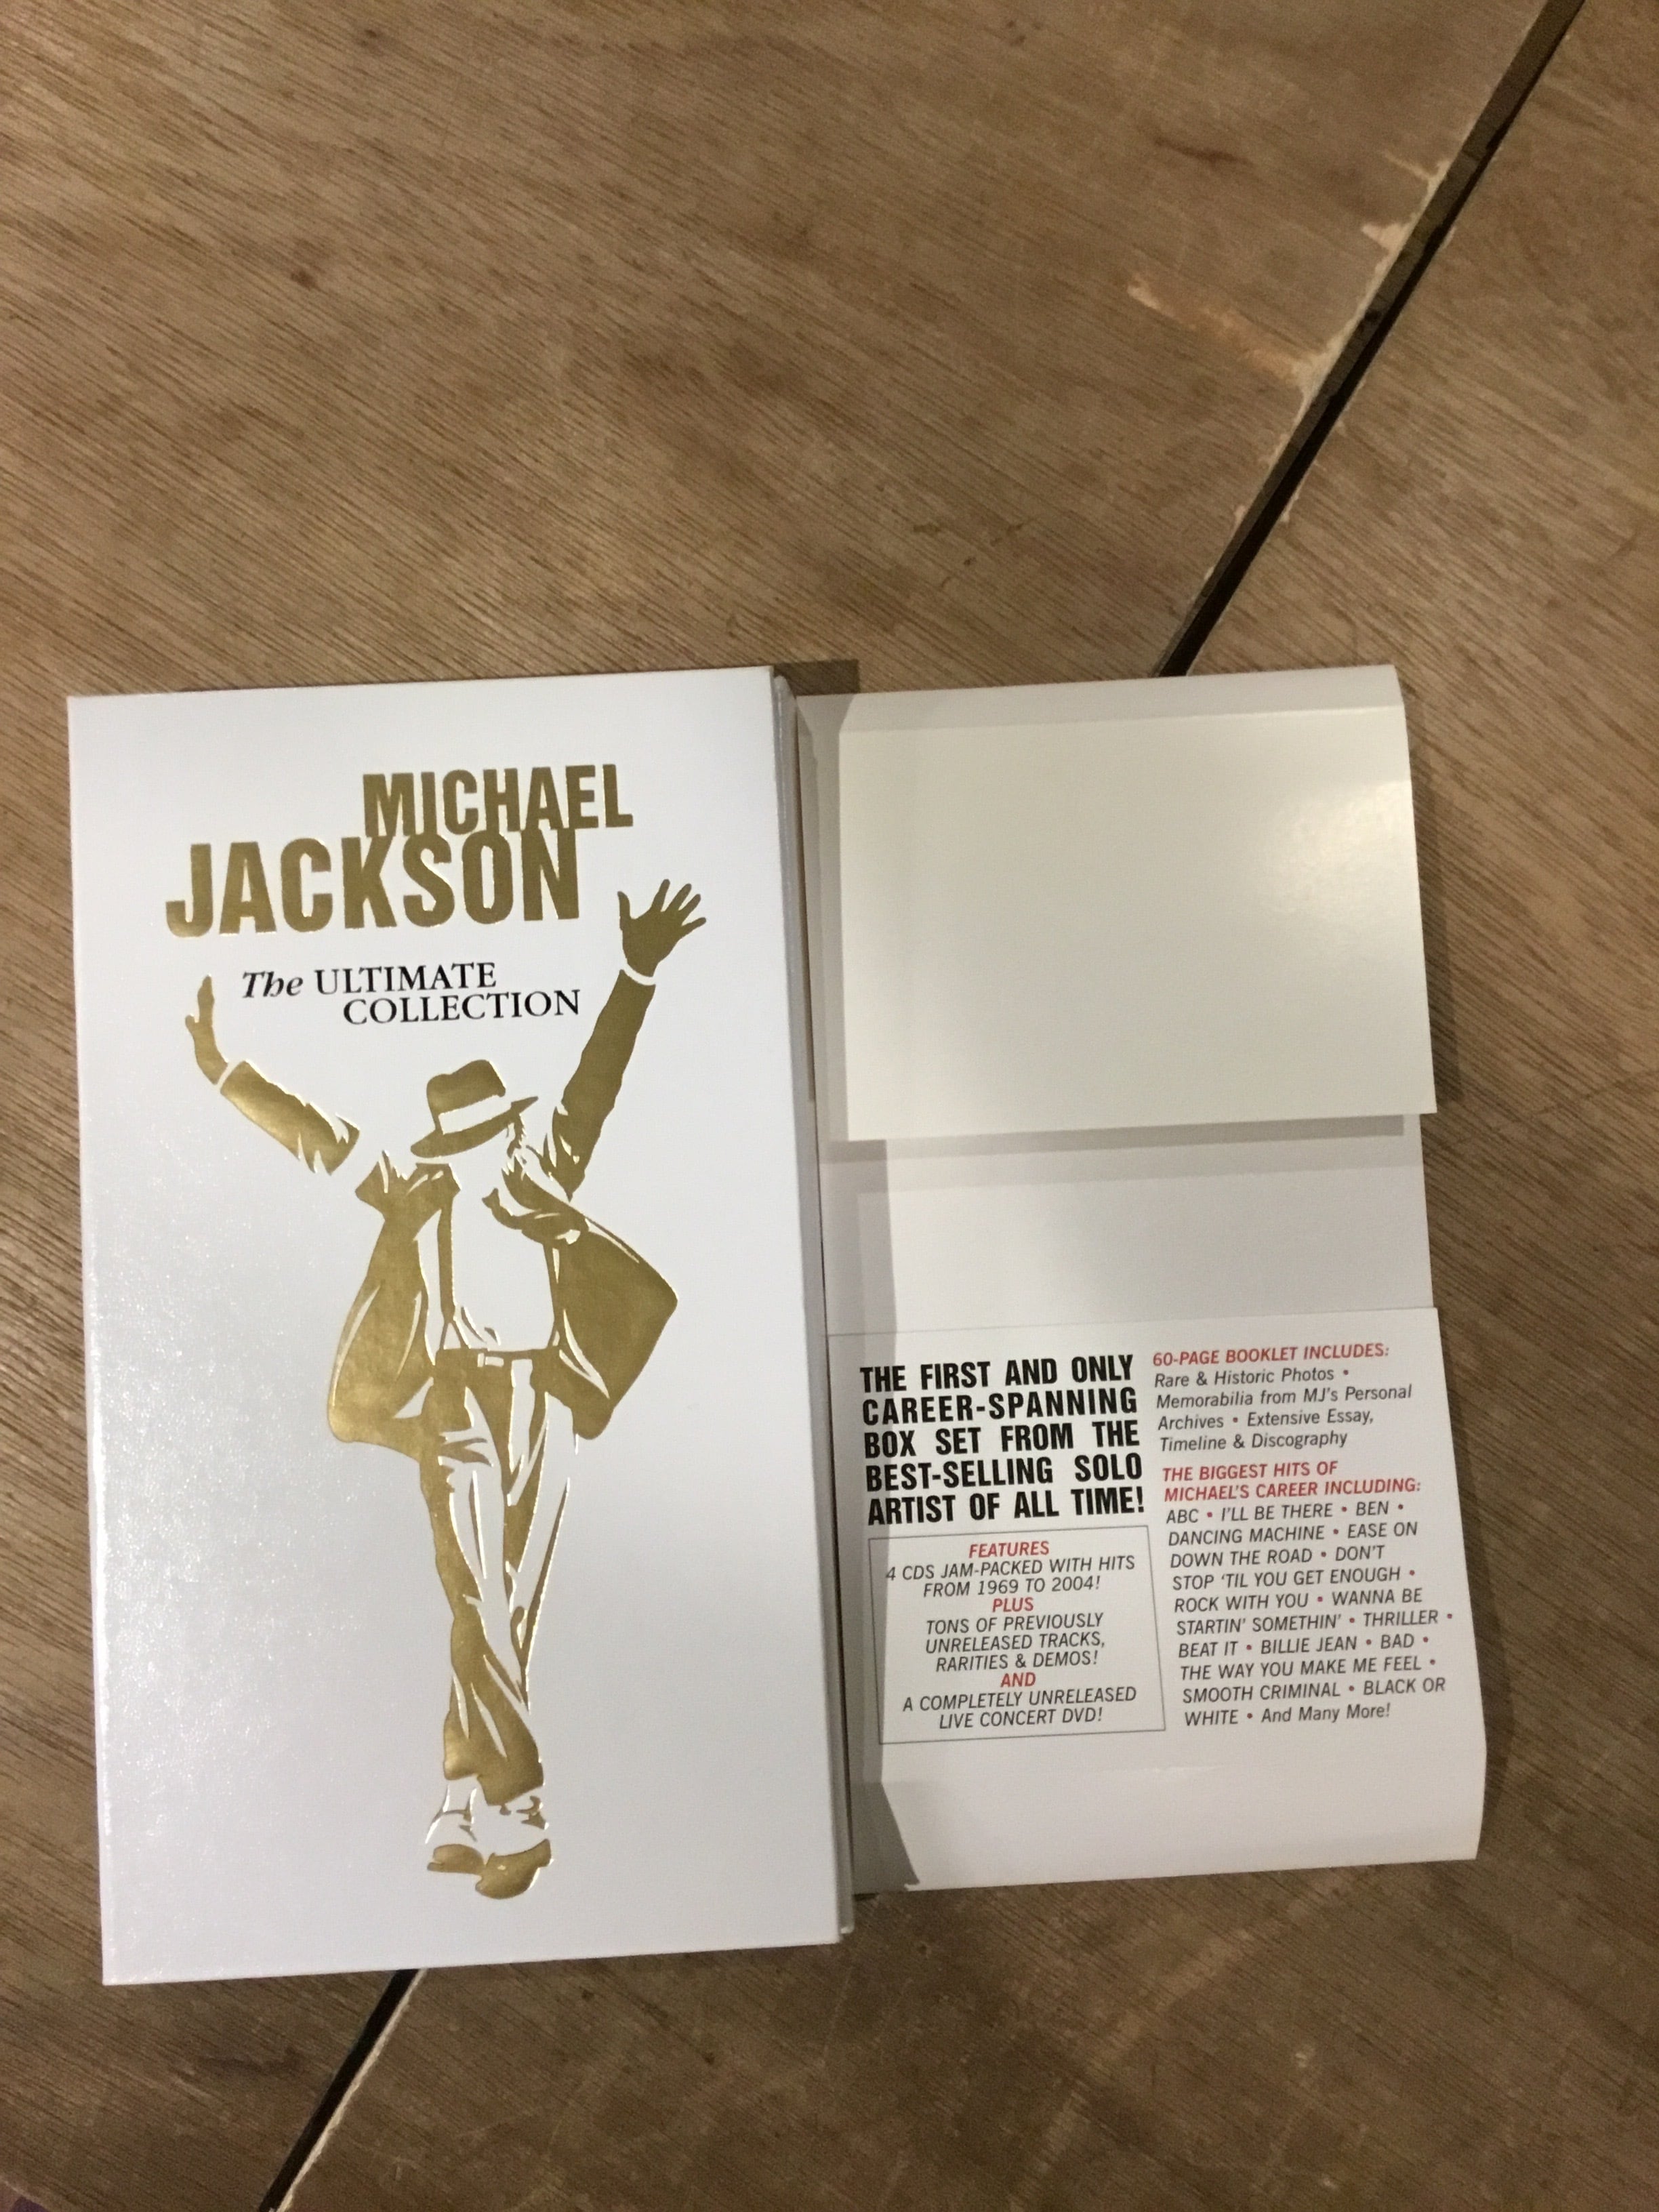 MICHAEL
JACKSON
The ULTIMATE
COLLECTION
THE FIRST AND ONLY
CAREER-SPANNING
BOX SET FROM THE
BEST-SELLING SOLO
ARTIST OF ALL TIME!
FEATURES
4 CDS JAM-PACKED WITH HITS
FROM 1969 TO 2004!
PLUS
TONS OF PREVIOUSLY
UNRELEASED TRACKS,
RARITIES & DEMOS!
AND
A COMPLETELY UNRELEASED
LIVE CONCERT DVD!
60-PAGE BOOKLET INCLUDES:
Rare & Historic Photos •
Memorabilia from MJ's Personal
Archives • Extensive Essay,
Timeline & Discography
THE BIGGEST HITS OF
MICHAEL'S CAREER INCLUDING:
ABC • I'LL BE THERE • BEN •
DANCING MACHINE • EASE ON
DOWN THE ROAD • DON'T
STOP 'TIL YOU GET ENOUGH •
ROCK WITH YOU • WANNA BE
STARTIN' SOMETHIN' • THRILLER •
BEAT IT • BILLIE JEAN • BAD •
THE WAY YOU MAKE ME FEEL •
SMOOTH CRIMINAL • BLACK OR
WHITE • And Many More!